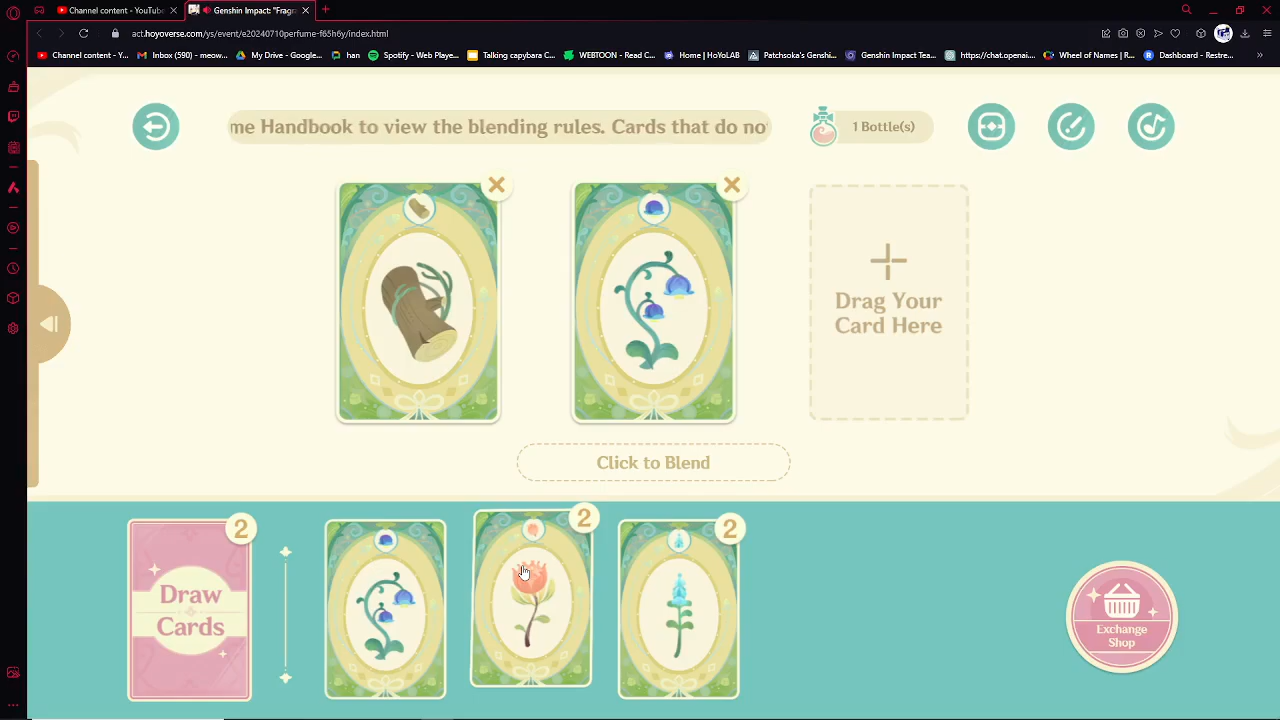 Channel content - YouTube
Genshin Impact: "Fragra
act.hoyoverse.com/ys/event/e20240710perfume-f65h6y/index.html
Channel content - Y...
Inbox (590) - meow...
My Drive - Google...
han
Spotify - Web Playe...
Talking capybara C...
WEBTOON - Read C...
Home | HoYoLAB
Patchrocks's Genshi...
Genshin Impact Tea...
https://chat.openai...
Wheel of Names | R...
Dashboard - Restre...
me Handbook to view the blending rules. Cards that do no
1 Bottle(s)
Drag Your
Card Here
Click to Blend
2
Draw
Cards
2
2
Exchange
Shop